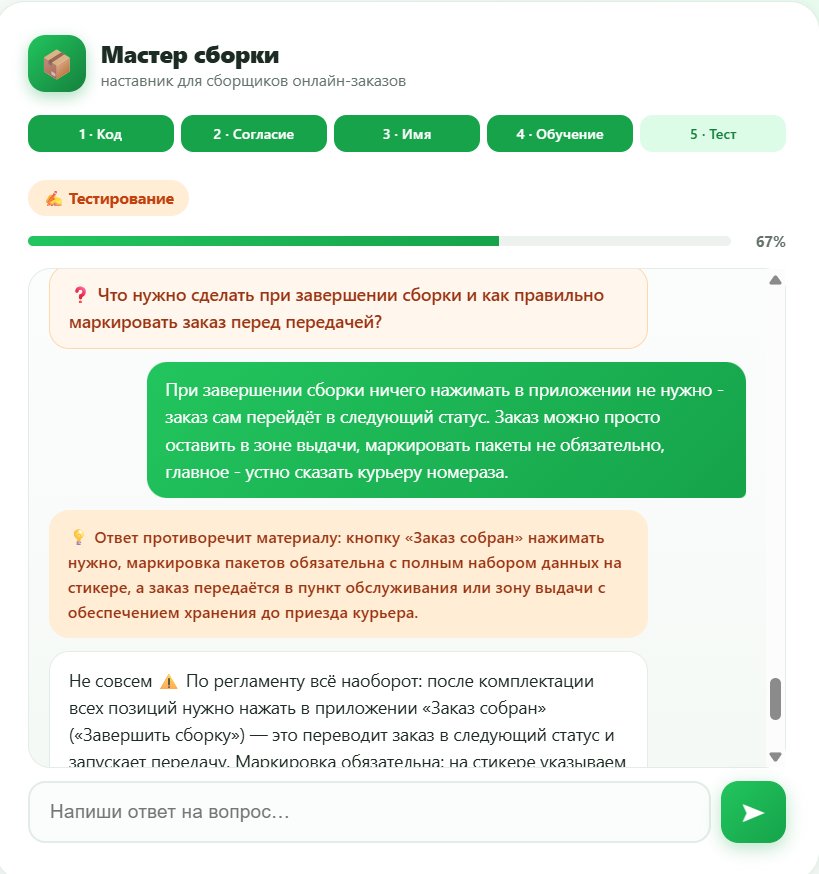 Мастер сборки
наставник для сборщиков онлайн-заказов
1 · Код
2 · Согласие
3 · Имя
4 · Обучение
5 · Тест
✍️ Тестирование
67%
❓ Что нужно сделать при завершении сборки и как правильно
маркировать заказ перед передачей?
При завершении сборки ничего нажимать в приложении не нужно -
заказ сам перейдёт в следующий статус. Заказ можно просто
оставить в зоне выдачи, маркировать пакеты не обязательно,
главное - устно сказать курьеру номераза.
💡 Ответ противоречит материалу: кнопку «Заказ собран» нажимать
нужно, маркировка пакетов обязательна с полным набором данных на
стикере, а заказ передаётся в пункт обслуживания или зону выдачи с
обеспечением хранения до приезда курьера.
Не совсем ⚠️ По регламенту всё наоборот: после комплектации
всех позиций нужно нажать в приложении «Заказ собран»
(«Завершить сборку») — это переводит заказ в следующий статус и
запускает передачу. Маркировка обязательна: на стикере указываем
Напиши ответ на вопрос…